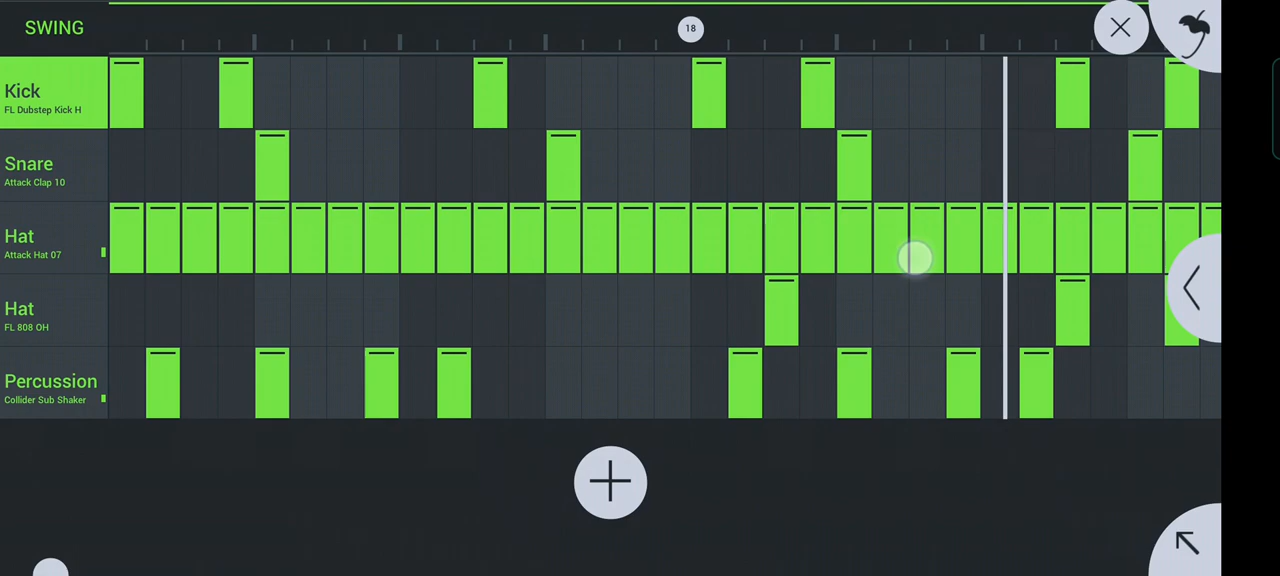 SWING
18
Kick
FL Dubstep Kick H
Snare
Attack Clap 10
Hat
Attack Hat 07
Hat
FL 808 OH
Percussion
Collider Sub Shaker